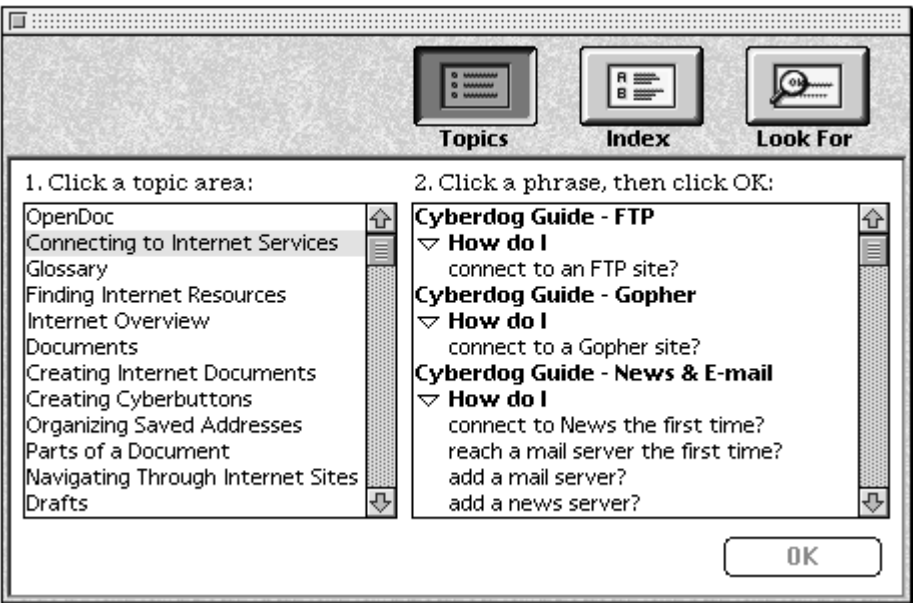 Topics Index Look For
1. Click a topic area:
OpenDoc
Connecting to Internet Services
Glossary
Finding Internet Resources
Internet Overview
Documents
Creating Internet Documents
Creating Cyberbuttons
Organizing Saved Addresses
Parts of a Document
Navigating Through Internet Sites
Drafts
2. Click a phrase, then click OK:
Cyberdog Guide - FTP
How do I
connect to an FTP site?
Cyberdog Guide - Gopher
How do I
connect to a Gopher site?
Cyberdog Guide - News & E-mail
How do I
connect to News the first time?
reach a mail server the first time?
add a mail server?
add a news server?
OK